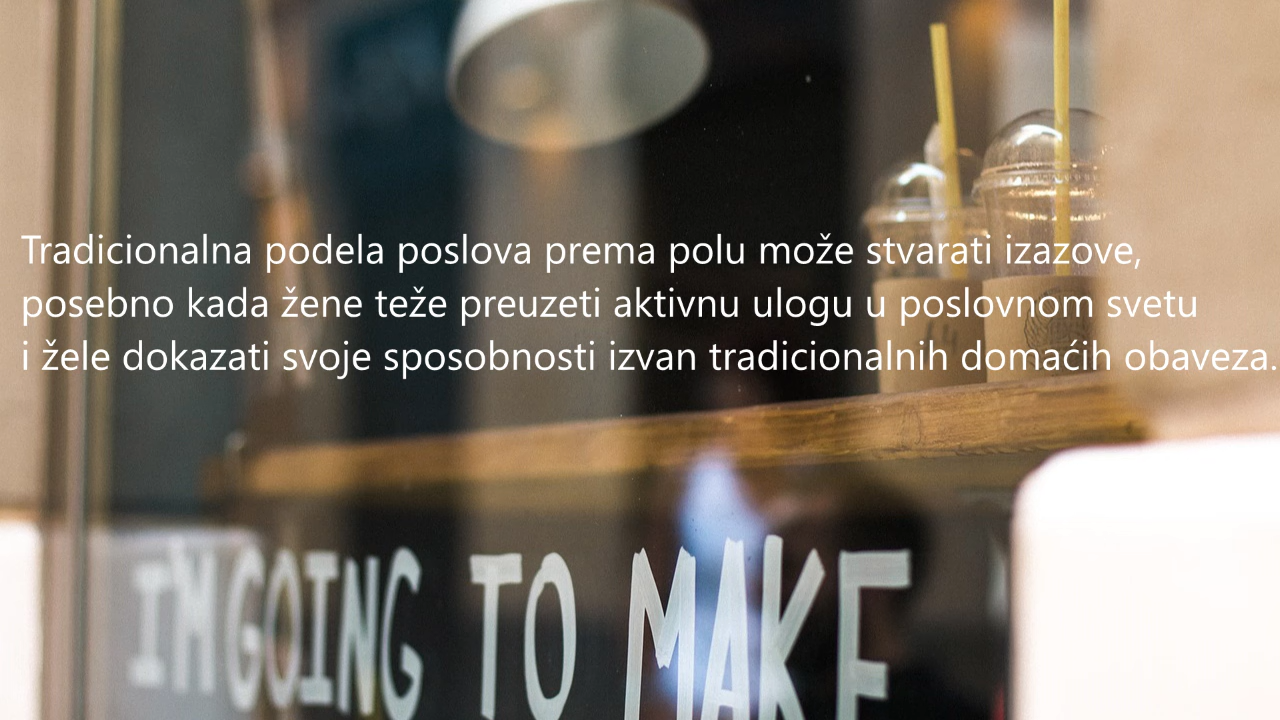 Tradicionalna podela poslova prema polu može stvarati izazove,
posebno kada žene teže preuzeti aktivnu ulogu u poslovnom svetu
i žele dokazati svoje sposobnosti izvan tradicionalnih domaćih obaveza.
I'M GOING TO MAKE